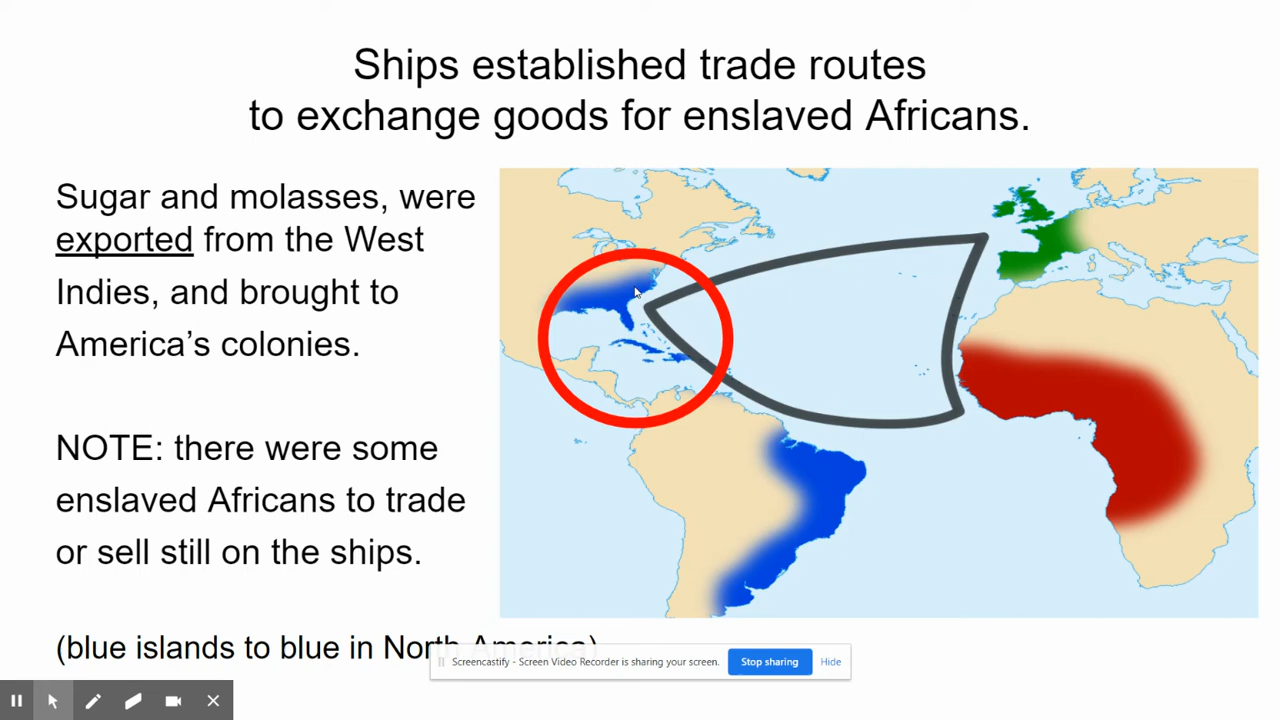 Ships established trade routes
to exchange goods for enslaved Africans.
Sugar and molasses, were
exported from the West
Indies, and brought to
America's colonies.
NOTE: there were some
enslaved Africans to trade
or sell still on the ships.
(blue islands to blue in North America)
Screencastify - Screen Video Recorder is sharing your screen. Stop sharing Hide